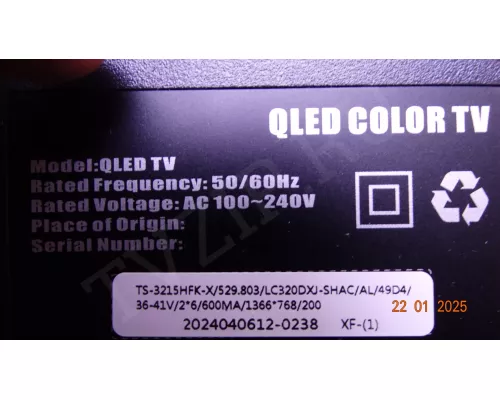 QLED COLOR TV
Model:QLED TV
Rated Frequency: 50/60Hz
Rated Voltage: AC 100~240V
Place of Origin:
Serial Number:
TS-3215HFK-X/529.803/LC320DXJ-SHAC/AL/49D4/
36-41V/2*6/600MA/1366*768/200
22 01 2025
2024040612-0238 XF-(1)